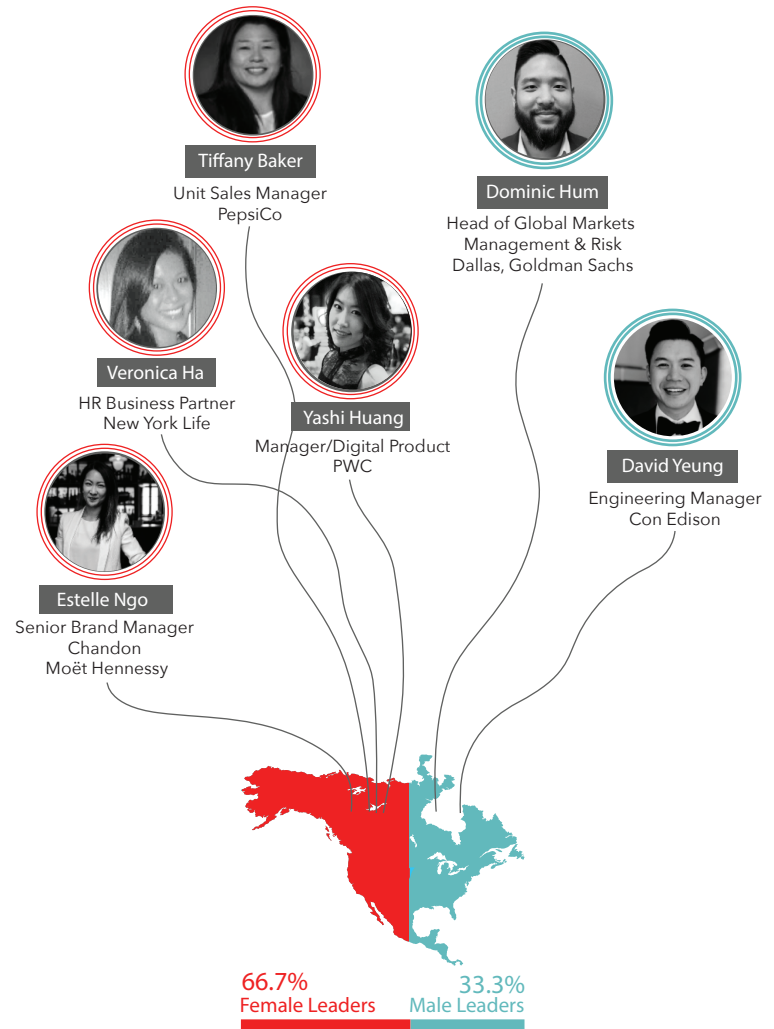 Tiffany Baker
Unit Sales Manager
PepsiCo
Dominic Hum
Head of Global Markets
Management & Risk
Dallas, Goldman Sachs
Veronica Ha
HR Business Partner
New York Life
Yashi Huang
Manager/Digital Product
PWC
David Yeung
Engineering Manager
Con Edison
Estelle Ngo
Senior Brand Manager
Chandon
Moët Hennessy
66.7%
Female Leaders
33.3%
Male Leaders